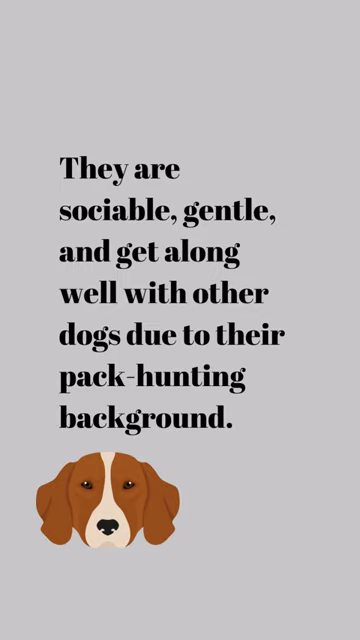 They are
sociable, gentle,
and get along
well with other
dogs due to their
pack-hunting
background.